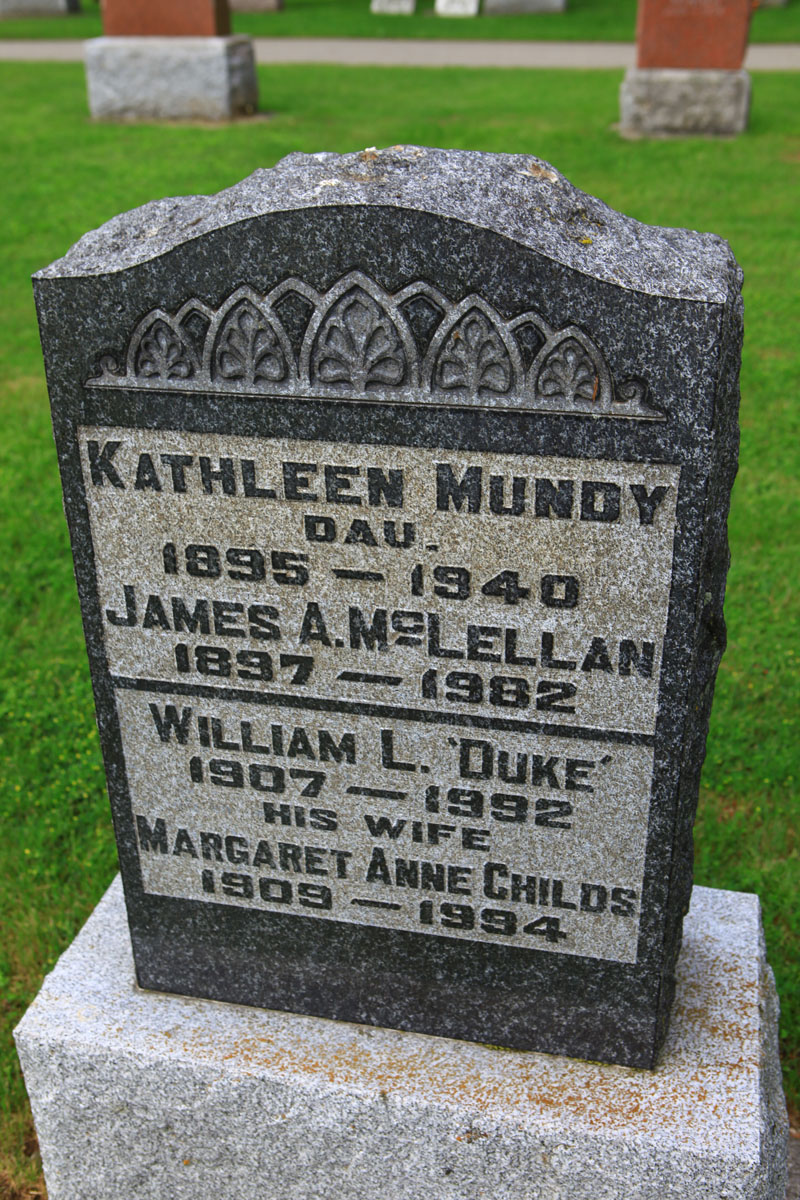 KATHLEEN MUNDY
DAU.
1895 – 1940
JAMES A. McLELLAN
1897 – 1982
WILLIAM L. 'DUKE'
1907 – 1992
HIS WIFE
MARGARET ANNE CHILDS
1909 – 1994